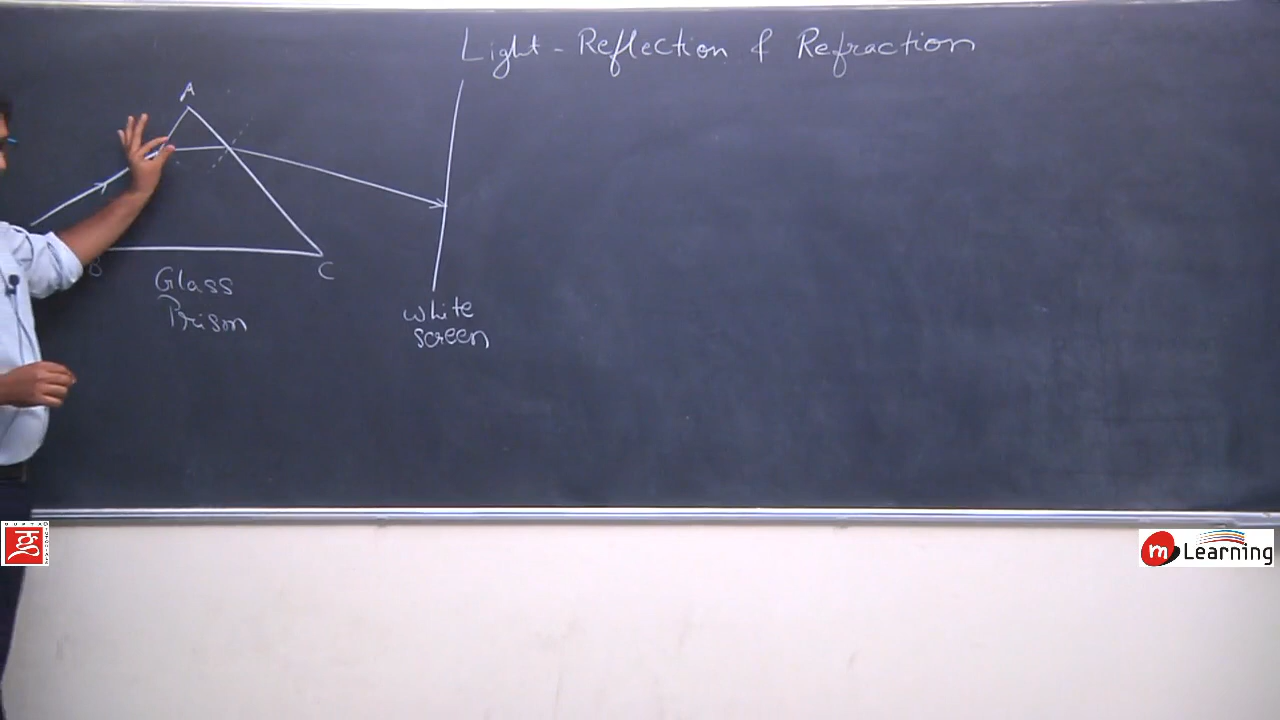 Light - Reflection & Refraction
A
B
C
Glass
Prism
White
screen
m Learning